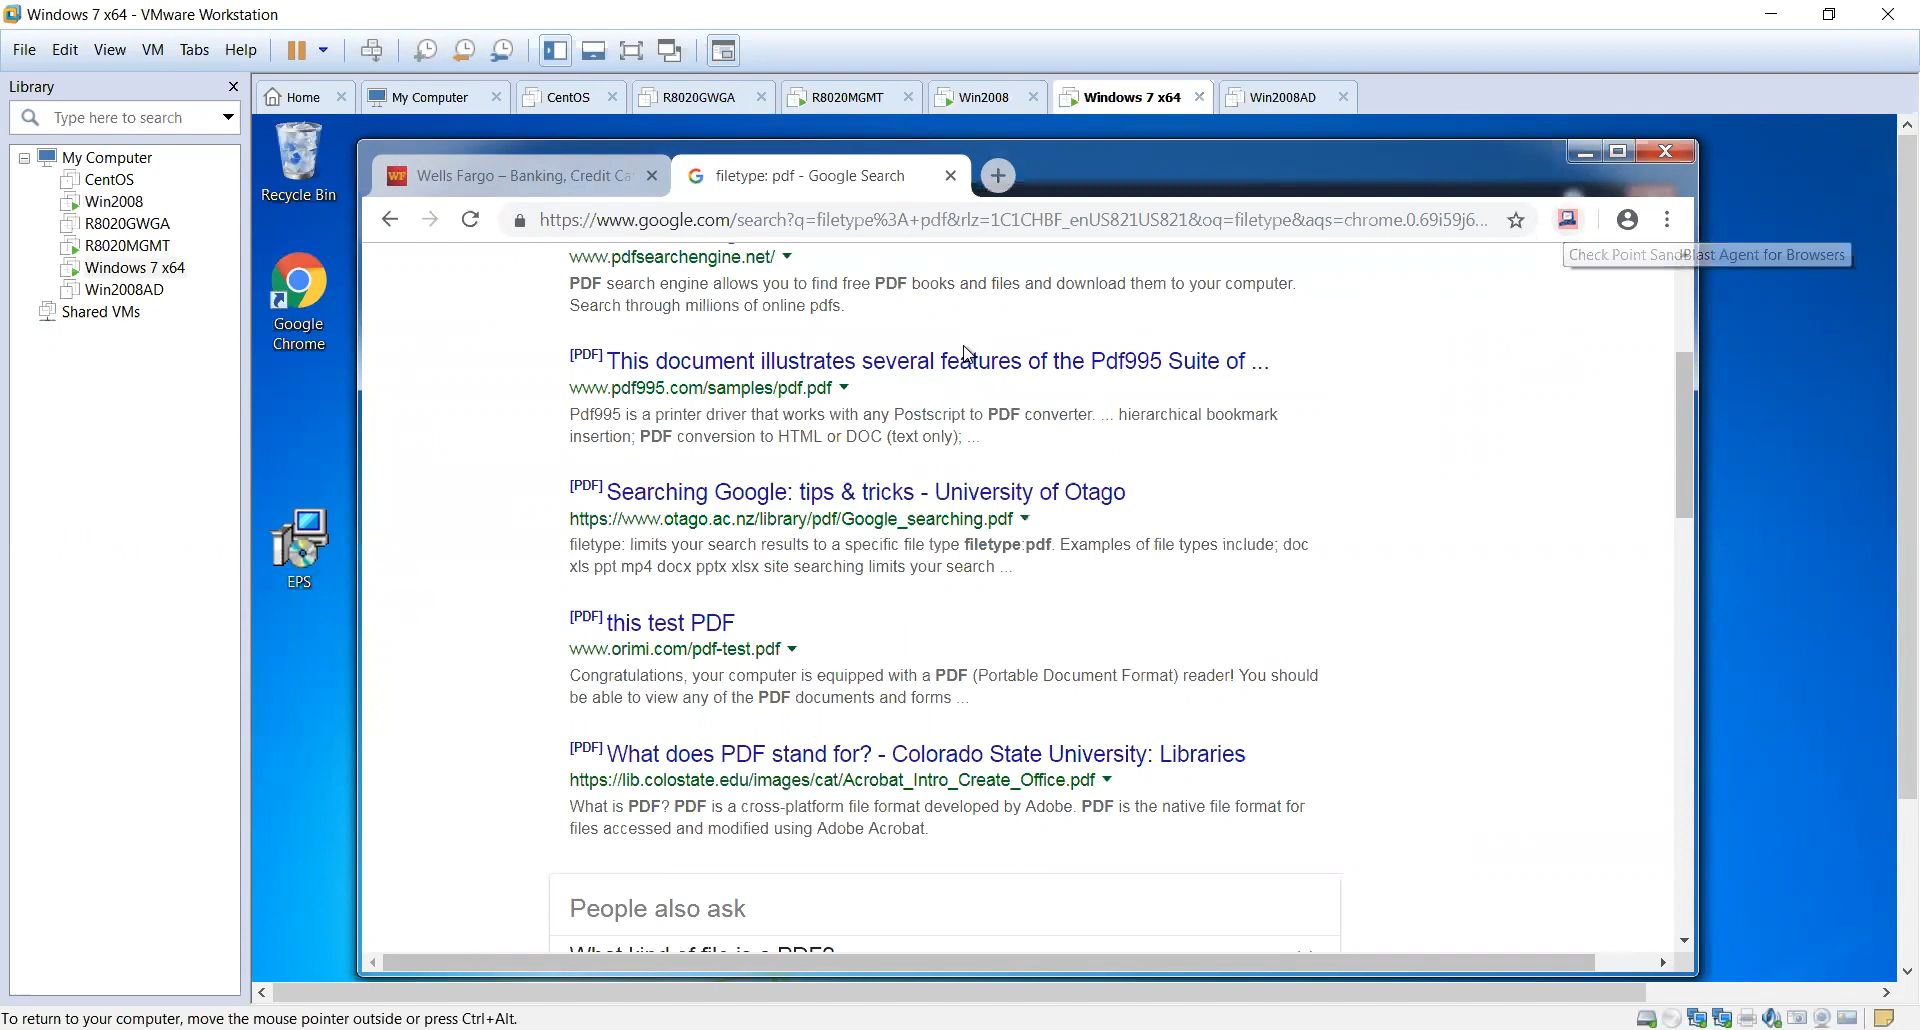 Windows 7 x64 - VMware Workstation
File Edit View VM Tabs Help
Library
Home
My Computer
CentOS
R8020GWGA
R8020MGMT
Win2008
Windows 7 x64
Win2008AD
Type here to search
My Computer
CentOS
Win2008
R8020GWGA
R8020MGMT
Windows 7 x64
Win2008AD
Shared VMs
Recycle Bin
Google
Chrome
EPS
WF
Wells Fargo – Banking, Credit Ca
filetype: pdf - Google Search
https://www.google.com/search?q=filetype%3A+pdf&rlz=1C1CHBF_enUS821US821&oq=filetype&aqs=chrome.0.69i59j6...
Check Point SandBlast Agent for Browsers
www.pdfsearchengine.net/
PDF search engine allows you to find free PDF books and files and download them to your computer.
Search through millions of online pdfs.
[PDF] This document illustrates several features of the Pdf995 Suite of ...
www.pdf995.com/samples/pdf.pdf
Pdf995 is a printer driver that works with any Postscript to PDF converter. ... hierarchical bookmark
insertion; PDF conversion to HTML or DOC (text only); ...
[PDF] Searching Google: tips & tricks - University of Otago
https://www.otago.ac.nz/library/pdf/Google_searching.pdf
filetype: limits your search results to a specific file type filetype:pdf. Examples of file types include; doc
xls ppt mp4 docx pptx xlsx site searching limits your search ...
[PDF] this test PDF
www.orimi.com/pdf-test.pdf
Congratulations, your computer is equipped with a PDF (Portable Document Format) reader! You should
be able to view any of the PDF documents and forms ...
[PDF] What does PDF stand for? - Colorado State University: Libraries
https://lib.colostate.edu/images/cat/Acrobat_Intro_Create_Office.pdf
What is PDF? PDF is a cross-platform file format developed by Adobe. PDF is the native file format for
files accessed and modified using Adobe Acrobat.
People also ask
What kind of file is a PDF?
To return to your computer, move the mouse pointer outside or press Ctrl+Alt.